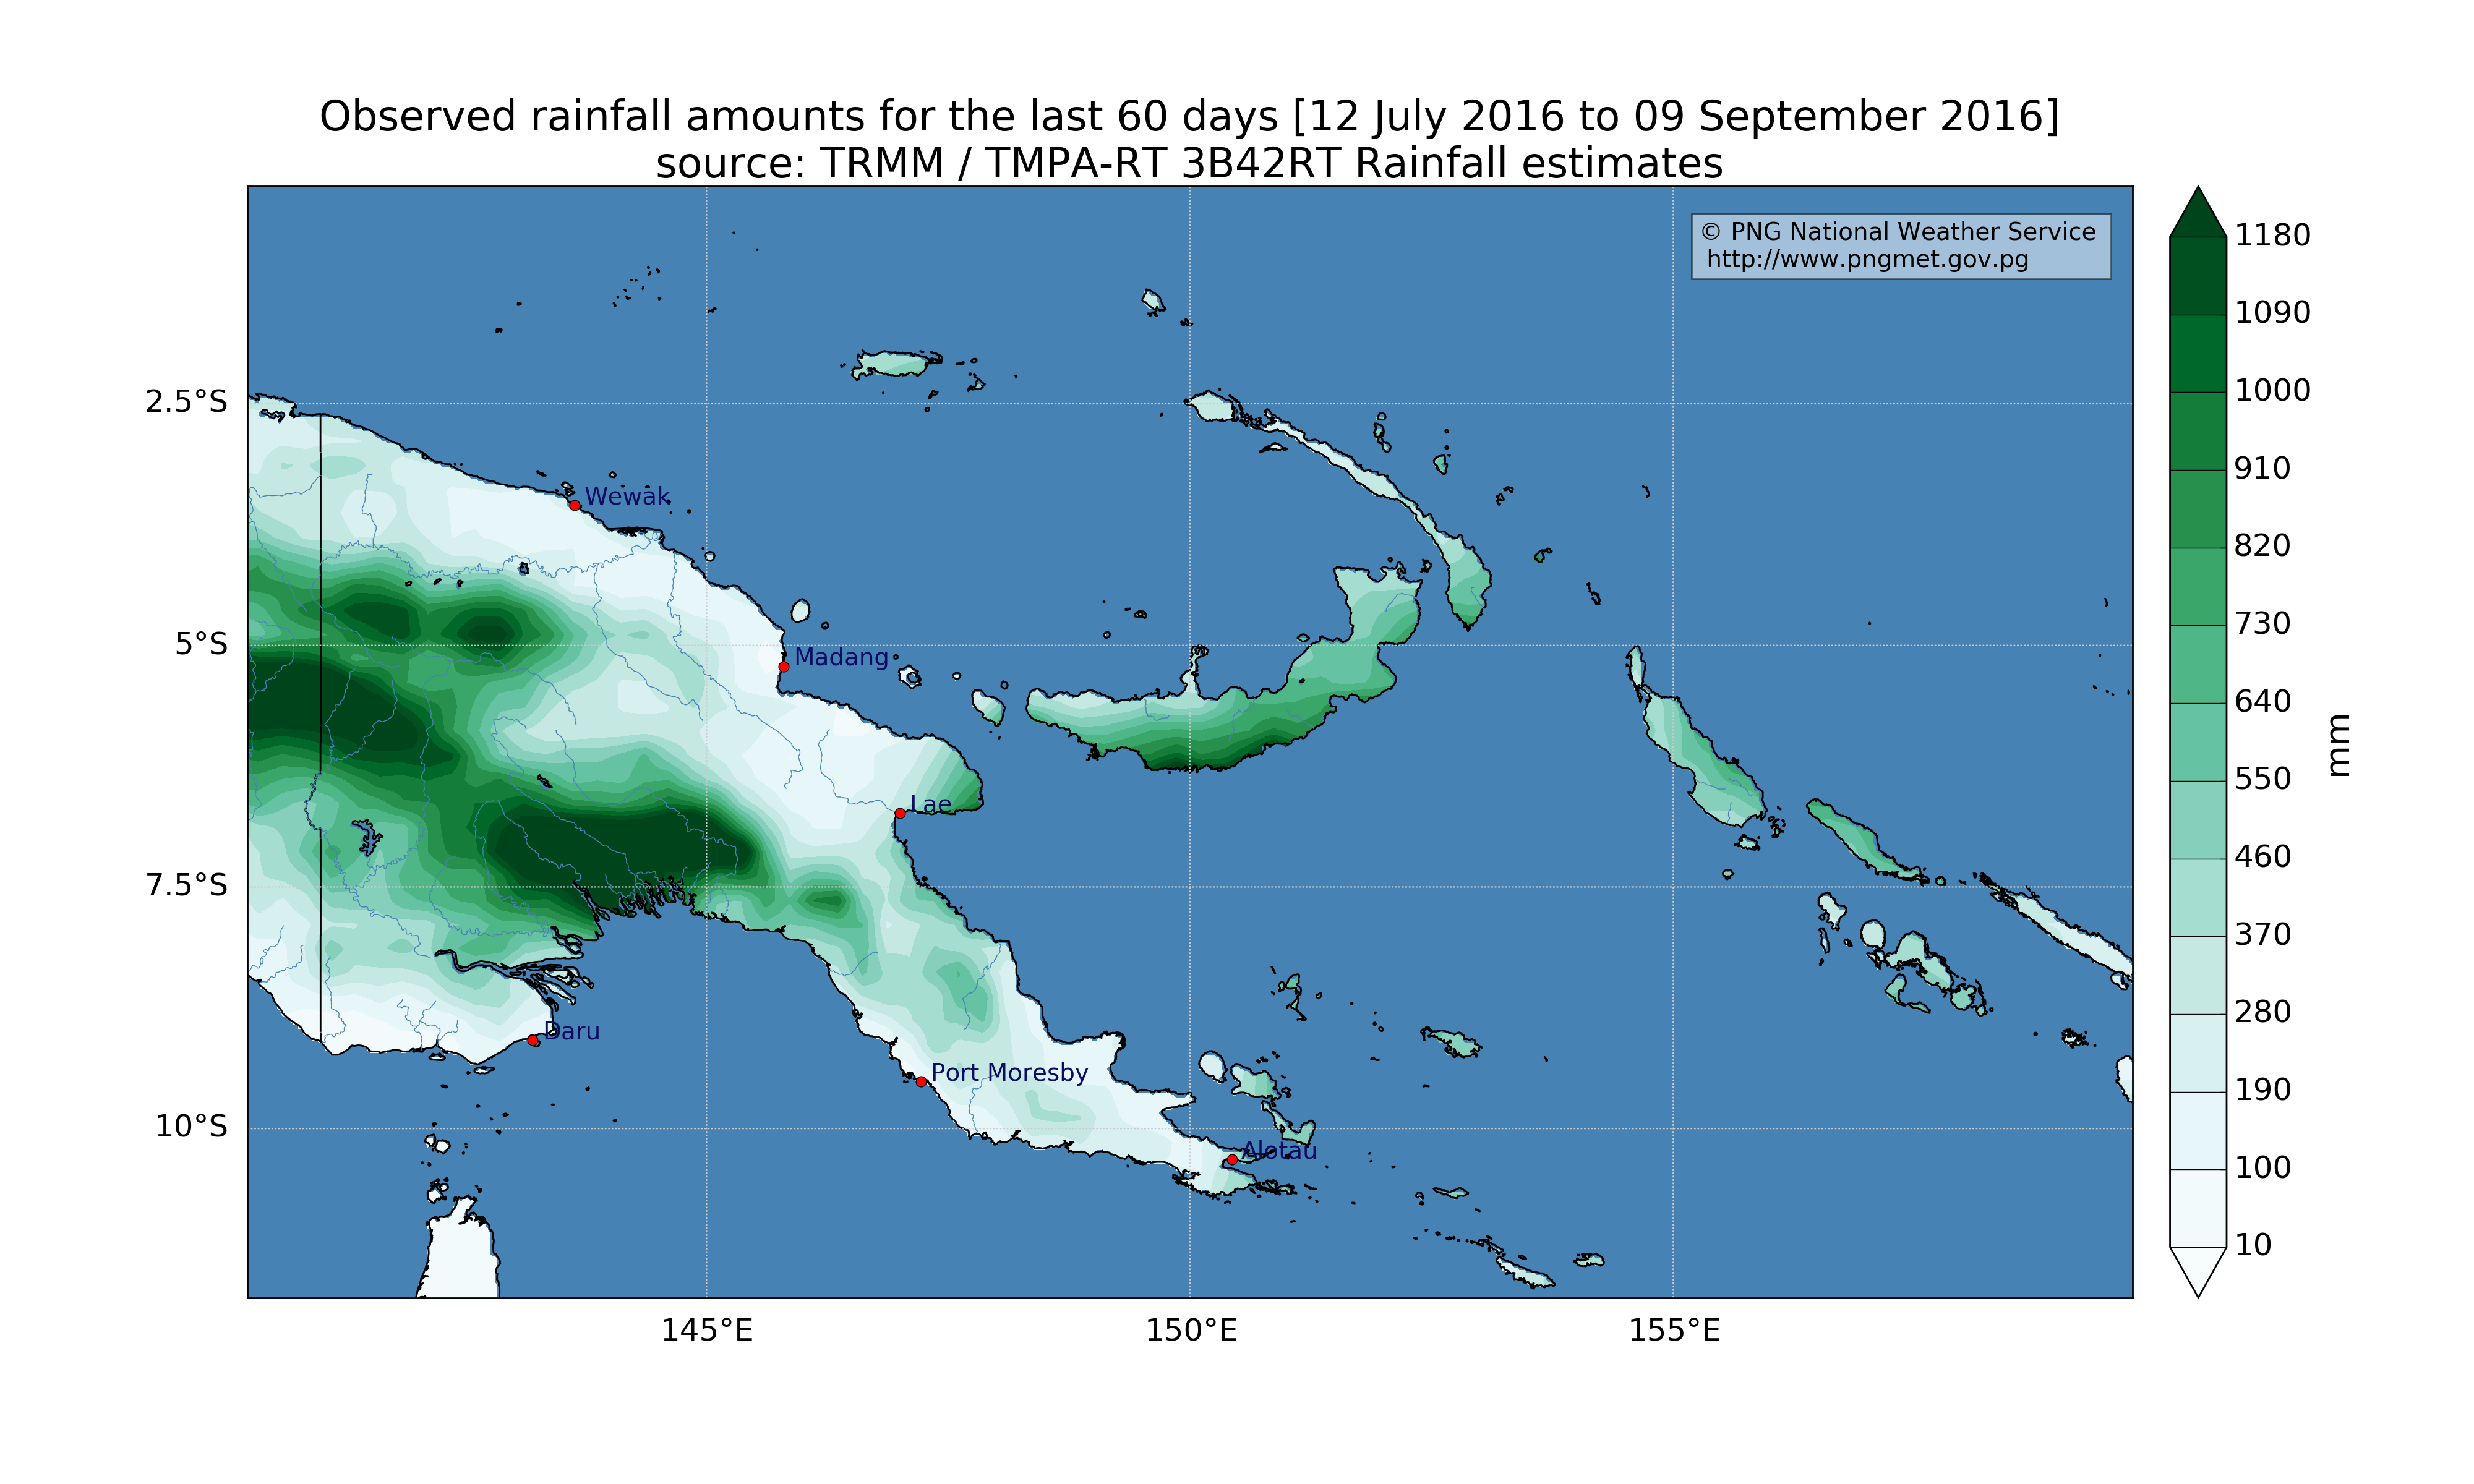 Observed rainfall amounts for the last 60 days [12 July 2016 to 09 September 2016]
source: TRMM / TMPA-RT 3B42RT Rainfall estimates
© PNG National Weather Service
http://www.pngmet.gov.pg
1180
1090
1000
910
820
730
640
550
460
370
280
190
100
10
mm
2.5°S
5°S
7.5°S
10°S
Wewak
Madang
Lae
Daru
Port Moresby
Alotau
145°E
150°E
155°E